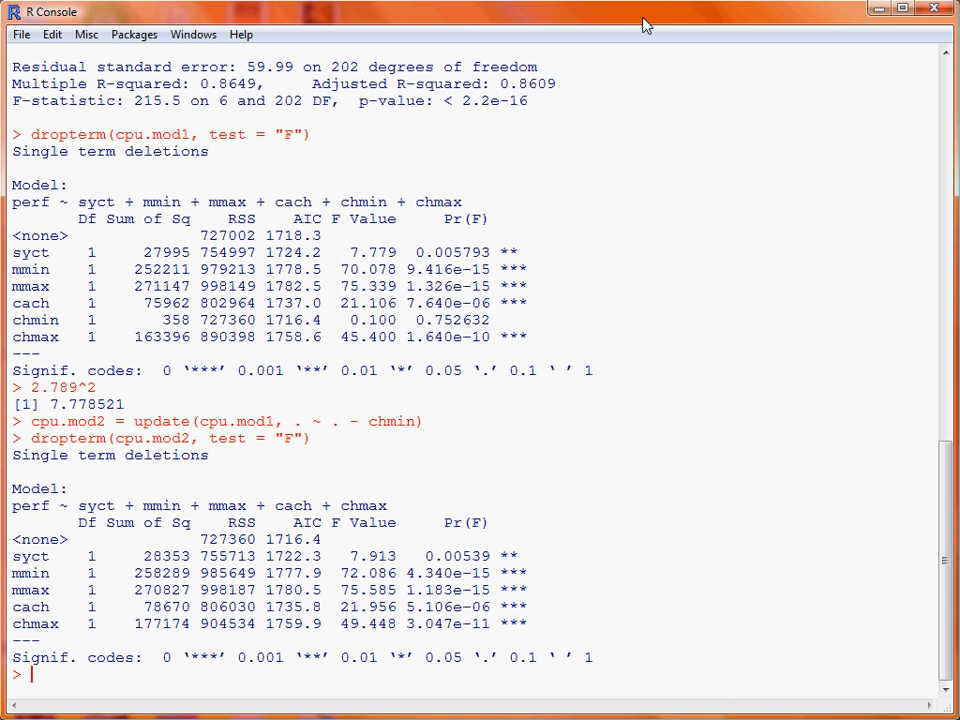 R Console
File Edit Misc Packages Windows Help
Residual standard error: 59.99 on 202 degrees of freedom
Multiple R-squared: 0.8649,     Adjusted R-squared: 0.8609
F-statistic: 215.5 on 6 and 202 DF,  p-value: < 2.2e-16
> dropterm(cpu.mod1, test = "F")
Single term deletions
Model:
perf ~ syct + mmin + mmax + cach + chmin + chmax
       Df Sum of Sq    RSS    AIC F Value     Pr(F)
<none>              727002 1718.3
syct    1     27995 754997 1724.2   7.779  0.005793 **
mmin    1    252211 979213 1778.5  70.078 9.416e-15 ***
mmax    1    271147 998149 1782.5  75.339 1.326e-15 ***
cach    1     75962 802964 1737.0  21.106 7.640e-06 ***
chmin   1       358 727360 1716.4   0.100  0.752632
chmax   1    163396 890398 1758.6  45.400 1.640e-10 ***
---
Signif. codes:  0 ‘***’ 0.001 ‘**’ 0.01 ‘*’ 0.05 ‘.’ 0.1 ‘ ’ 1
> 2.789^2
[1] 7.778521
> cpu.mod2 = update(cpu.mod1, . ~ . - chmin)
> dropterm(cpu.mod2, test = "F")
Single term deletions
Model:
perf ~ syct + mmin + mmax + cach + chmax
       Df Sum of Sq    RSS    AIC F Value     Pr(F)
<none>              727360 1716.4
syct    1     28353 755713 1722.3   7.913   0.00539 **
mmin    1    258289 985649 1777.9  72.086 4.340e-15 ***
mmax    1    270827 998187 1780.5  75.585 1.183e-15 ***
cach    1     78670 806030 1735.8  21.956 5.106e-06 ***
chmax   1    177174 904534 1759.9  49.448 3.047e-11 ***
---
Signif. codes:  0 ‘***’ 0.001 ‘**’ 0.01 ‘*’ 0.05 ‘.’ 0.1 ‘ ’ 1
>